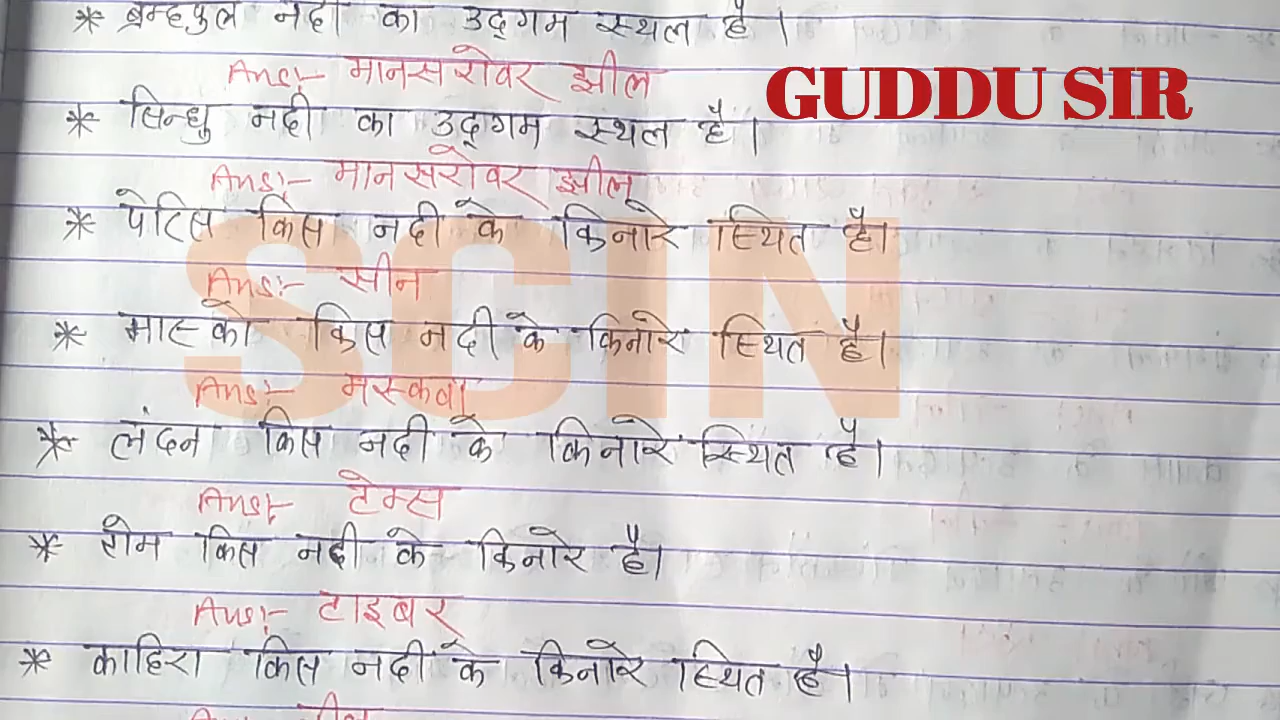 * ब्रम्हपुत्र नदी का उद्गम स्थल है।
Ans:- मानसरोवर झील
GUDDU SIR
* सिन्धु नदी का उद्गम स्थल है।
Ans:- मानसरोवर झील
* पेरिस किस नदी के किनारे स्थित है।
Ans:- सीन
SCIN
* मास्को किस नदी के किनारे स्थित है।
Ans:- मस्कवा
* लंदन किस नदी के किनारे स्थित है।
Ans:- टेम्स
* रोम किस नदी के किनारे है।
Ans:- टाइबर
* काहिरा किस नदी के किनारे स्थित है।